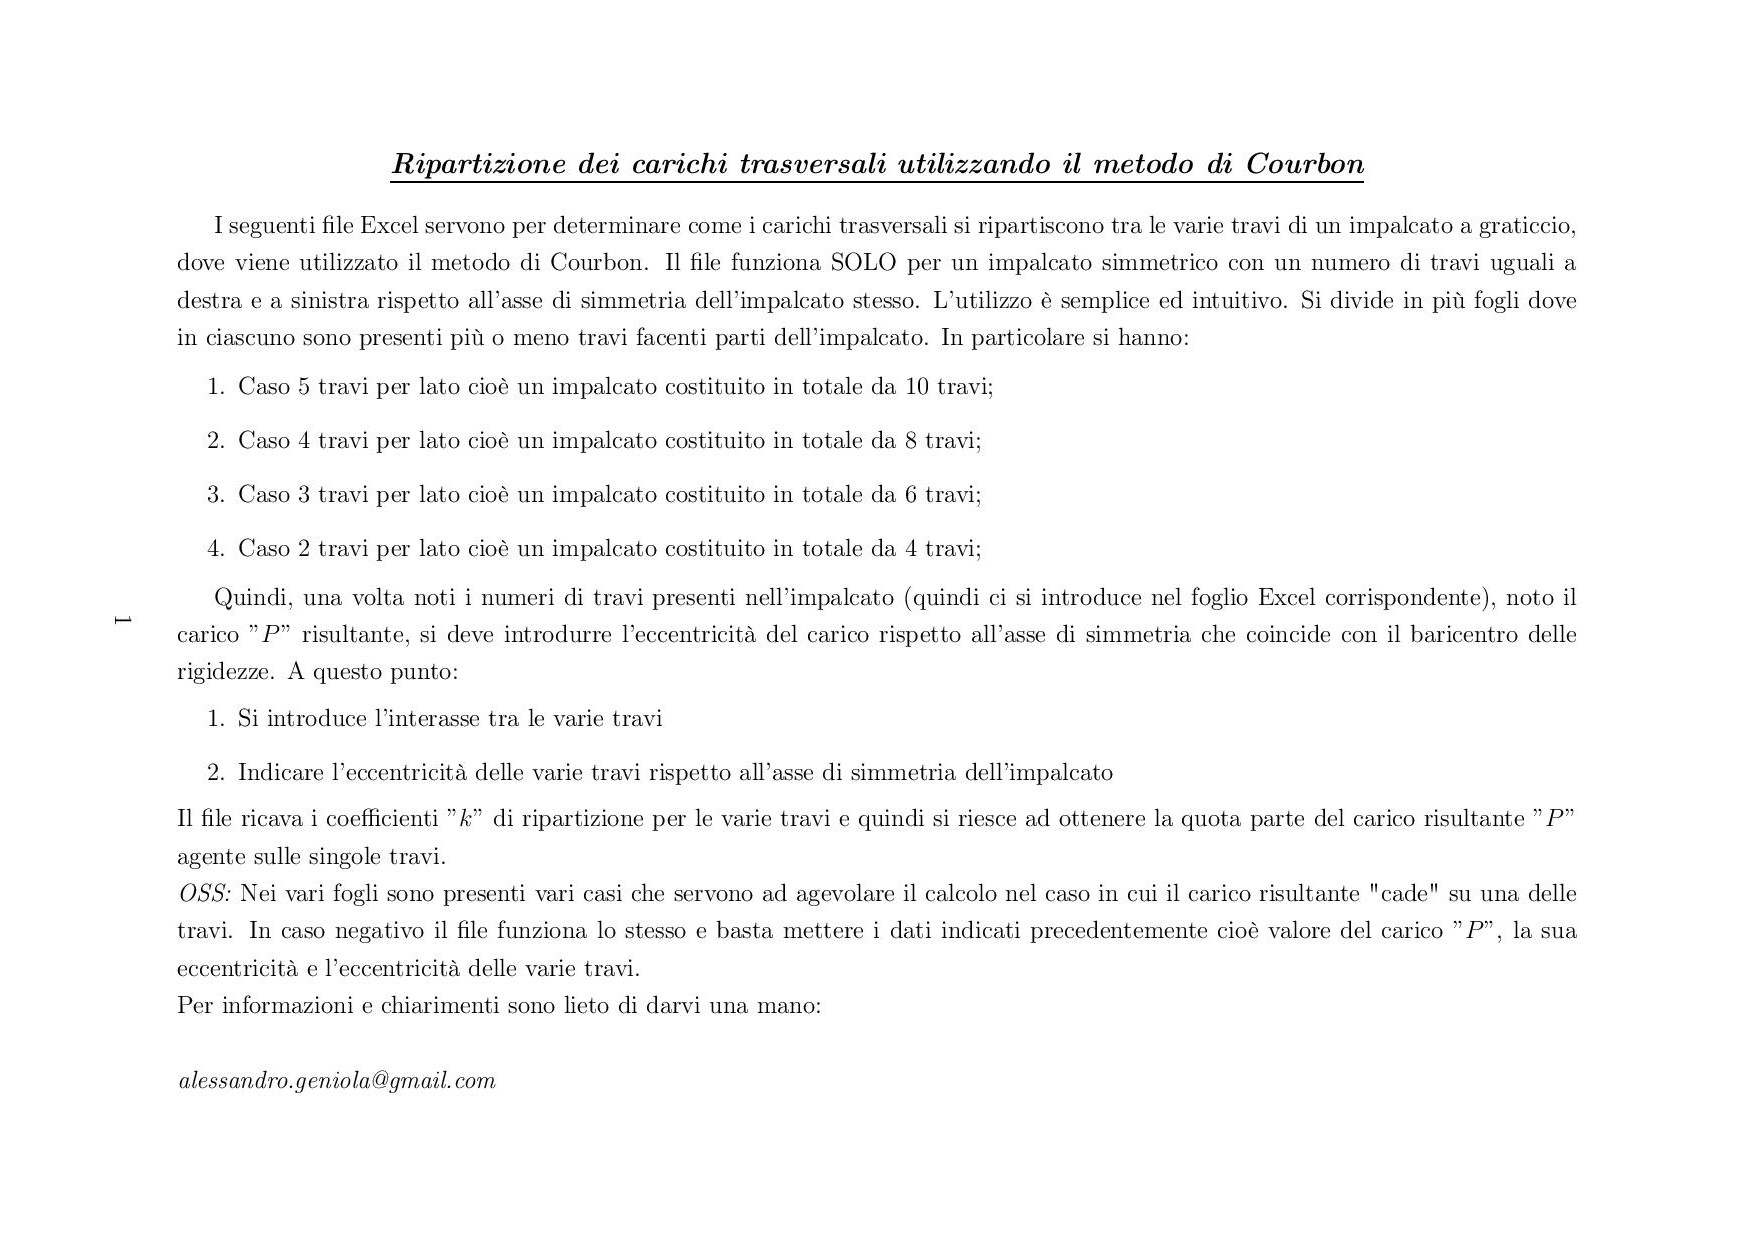 Ripartizione dei carichi trasversali utilizzando il metodo di Courbon
I seguenti file Excel servono per determinare come i carichi trasversali si ripartiscono tra le varie travi di un impalcato a graticcio,
dove viene utilizzato il metodo di Courbon. Il file funziona SOLO per un impalcato simmetrico con un numero di travi uguali a
destra e a sinistra rispetto all'asse di simmetria dell'impalcato stesso. L'utilizzo è semplice ed intuitivo. Si divide in più fogli dove
in ciascuno sono presenti più o meno travi facenti parti dell'impalcato. In particolare si hanno:
1. Caso 5 travi per lato cioè un impalcato costituito in totale da 10 travi;
2. Caso 4 travi per lato cioè un impalcato costituito in totale da 8 travi;
3. Caso 3 travi per lato cioè un impalcato costituito in totale da 6 travi;
4. Caso 2 travi per lato cioè un impalcato costituito in totale da 4 travi;
Quindi, una volta noti i numeri di travi presenti nell'impalcato (quindi ci si introduce nel foglio Excel corrispondente), noto il
carico "P" risultante, si deve introdurre l'eccentricità del carico rispetto all'asse di simmetria che coincide con il baricentro delle
rigidezze. A questo punto:
1. Si introduce l'interasse tra le varie travi
2. Indicare l'eccentricità delle varie travi rispetto all'asse di simmetria dell'impalcato
Il file ricava i coefficienti "k" di ripartizione per le varie travi e quindi si riesce ad ottenere la quota parte del carico risultante "P"
agente sulle singole travi.
OSS: Nei vari fogli sono presenti vari casi che servono ad agevolare il calcolo nel caso in cui il carico risultante "cade" su una delle
travi. In caso negativo il file funziona lo stesso e basta mettere i dati indicati precedentemente cioè valore del carico "P", la sua
eccentricità e l'eccentricità delle varie travi.
Per informazioni e chiarimenti sono lieto di darvi una mano:
alessandro.geniola@gmail.com
1